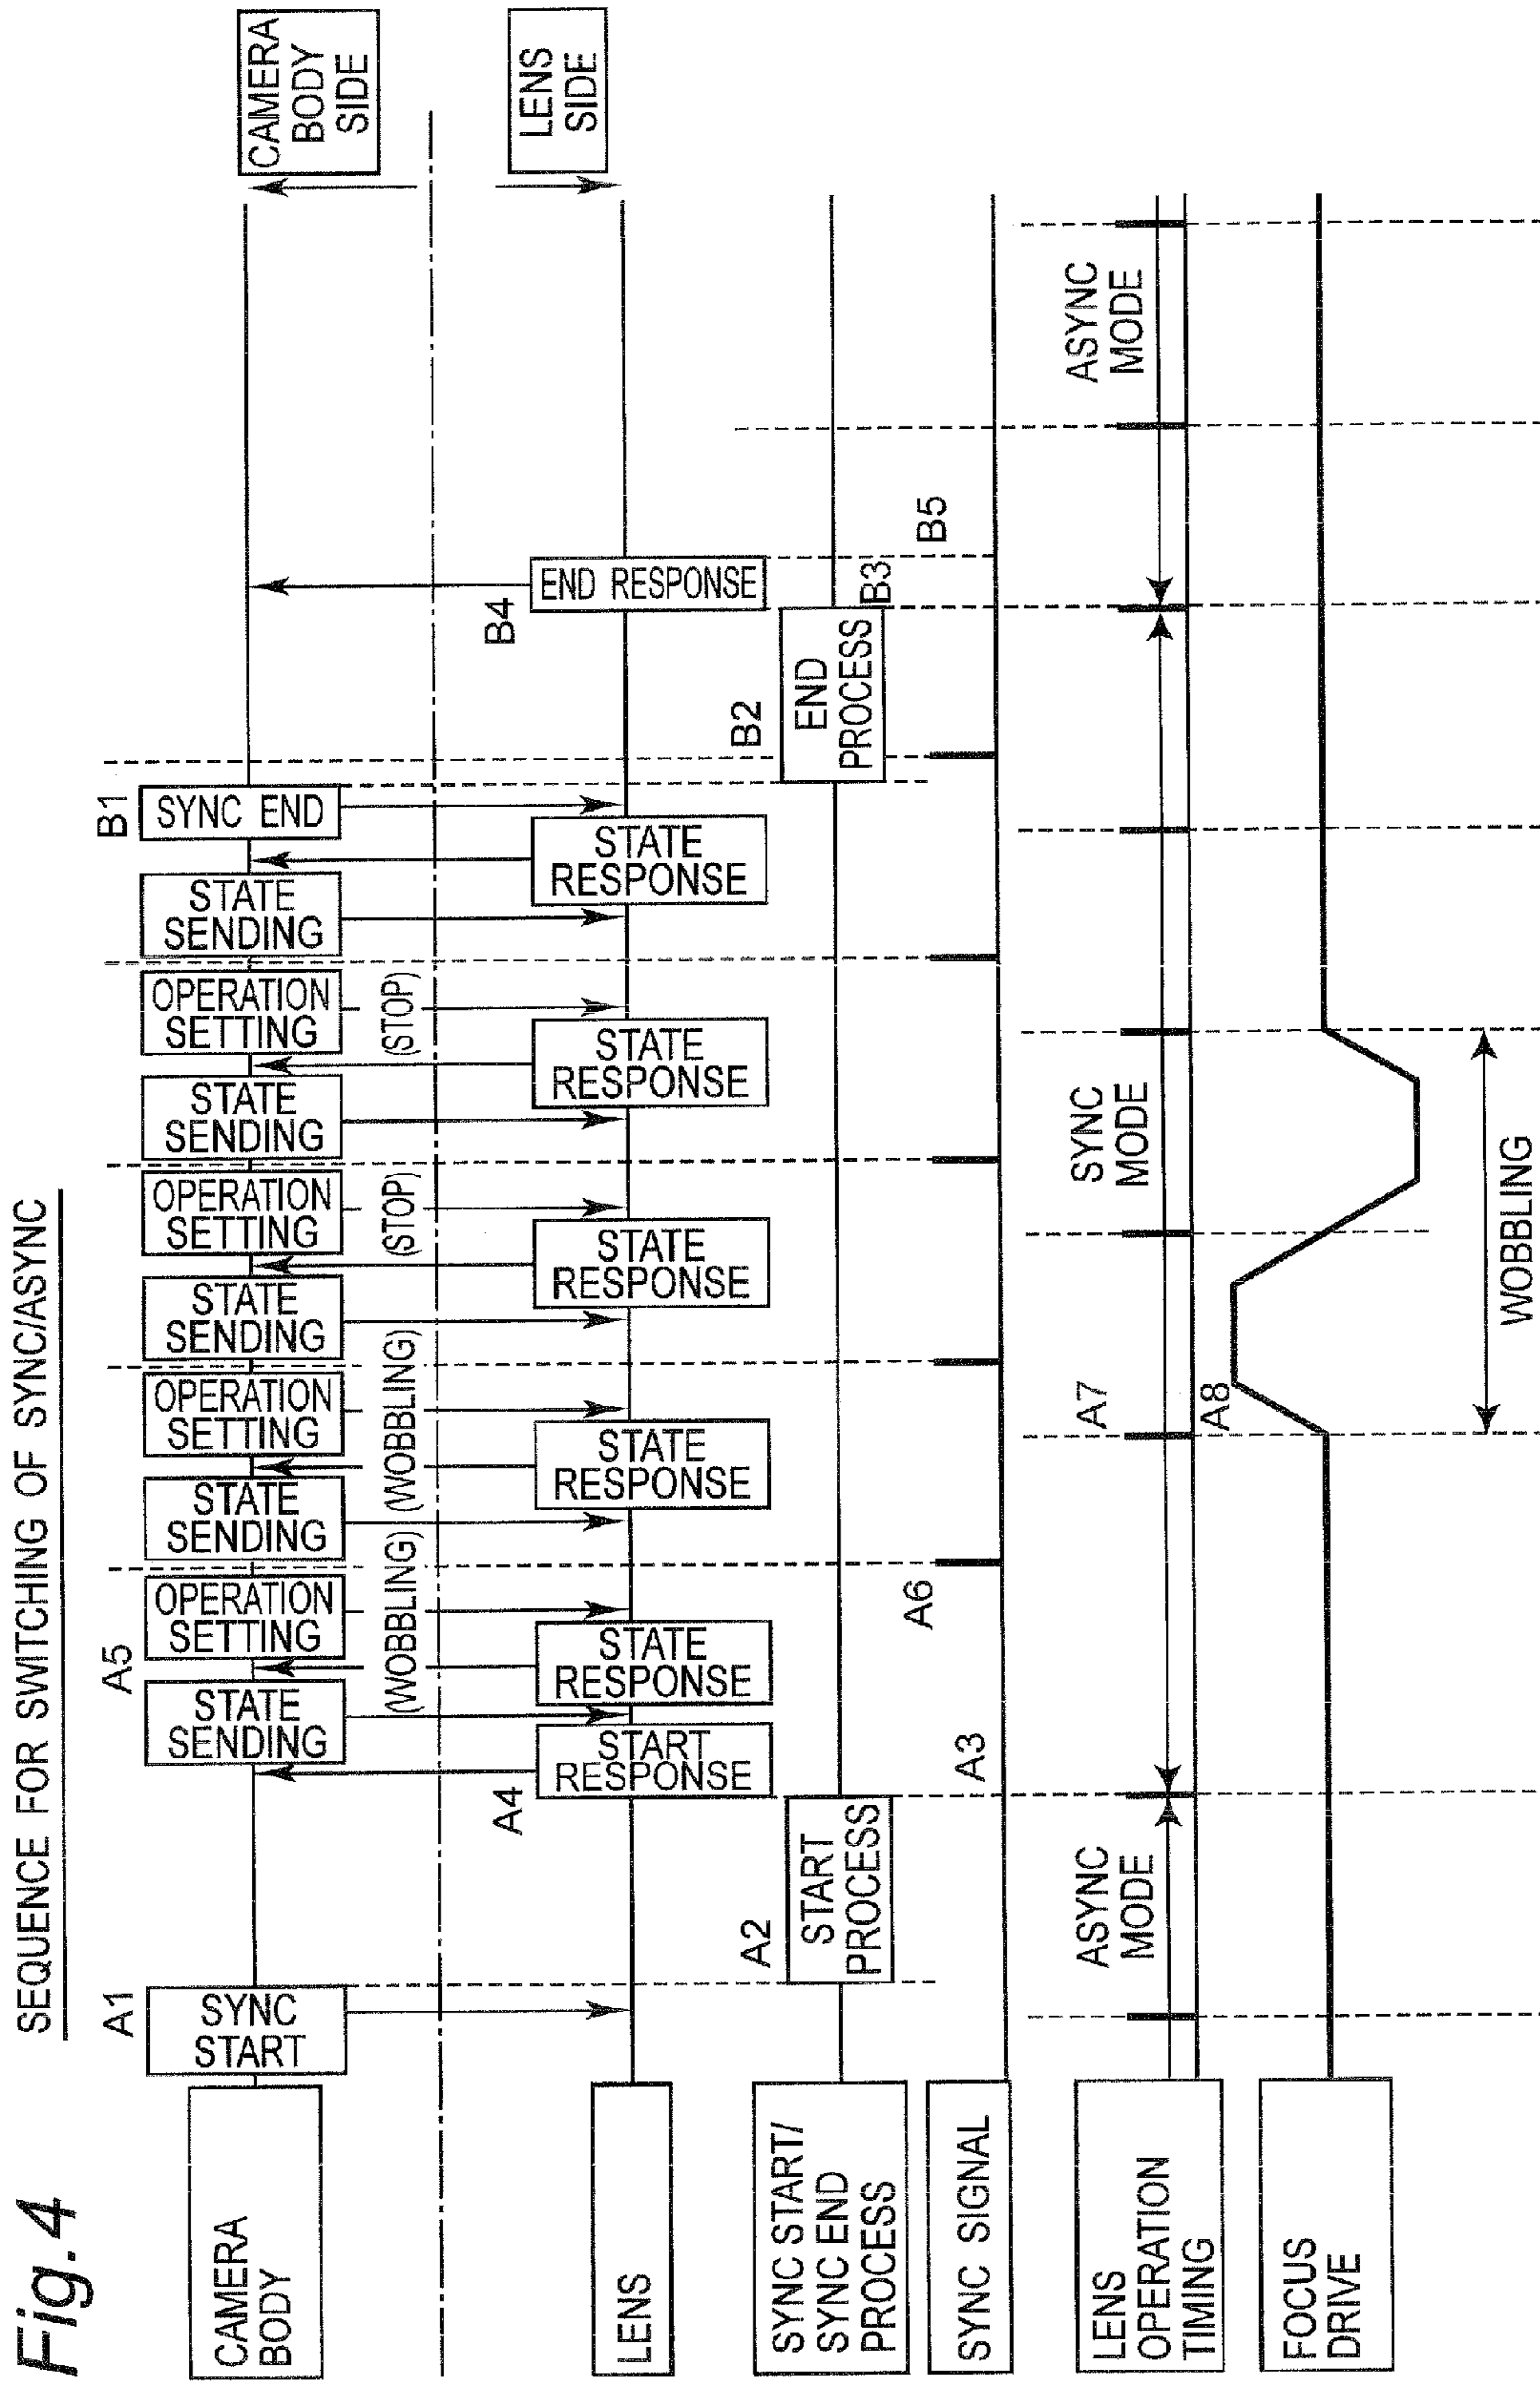 Fig. 4
SEQUENCE FOR SWITCHING OF SYNC/ASYNC
CAMERA
BODY
A1
SYNC
START
STATE
SENDING
A5
OPERATION
SETTING
STATE
SENDING
OPERATION
SETTING
STATE
SENDING
OPERATION
SETTING
STATE
SENDING
OPERATION
SETTING
STATE
SENDING
B1
SYNC END
CAMERA
BODY
SIDE
(WOBBLING)
(WOBBLING)
(STOP)
(STOP)
LENS
A4
START
RESPONSE
STATE
RESPONSE
STATE
RESPONSE
STATE
RESPONSE
STATE
RESPONSE
STATE
RESPONSE
B4
END RESPONSE
LENS
SIDE
SYNC START/
SYNC END
PROCESS
A2
START
PROCESS
B2
END
PROCESS
B3
SYNC SIGNAL
A3
A6
B5
LENS
OPERATION
TIMING
ASYNC
MODE
A7
SYNC
MODE
ASYNC
MODE
FOCUS
DRIVE
A8
WOBBLING